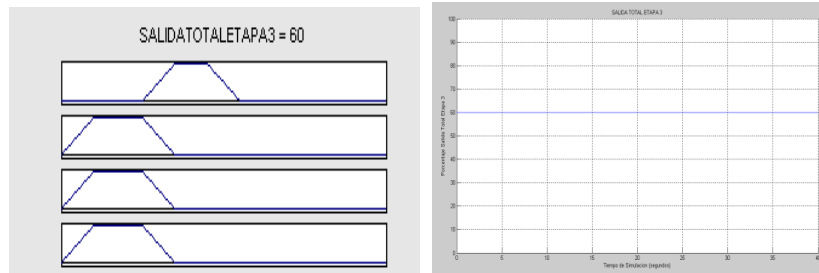 SALIDATOTALETAPA3 = 60
SALIDA TOTAL ETAPA 3
100
90
80
70
60
50
40
30
20
10
0
Porcentaje Salida Total Etapa 3
0 5 10 15 20 25 30 35 40
Tiempo de Simulacion (segundos)